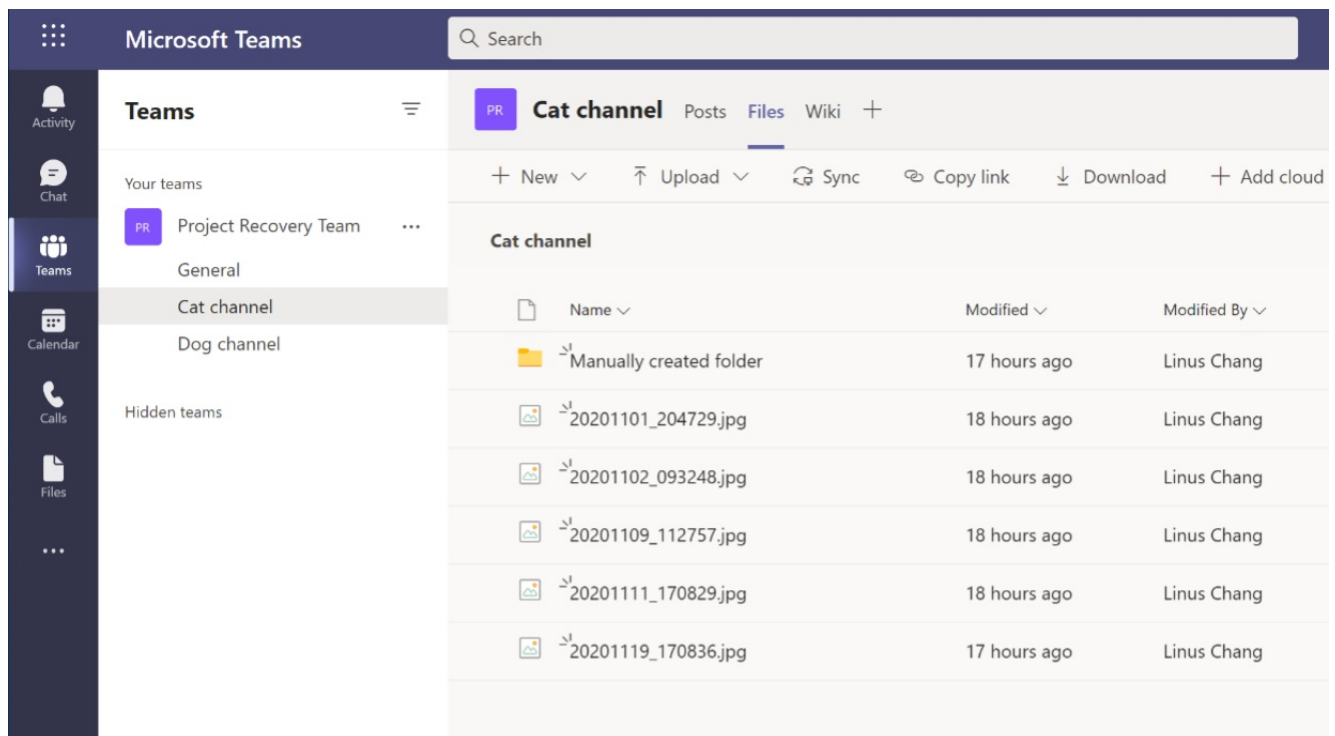 Microsoft Teams
Search
Activity
Chat
Teams
Calendar
Calls
Files
Teams
Your teams
PR Project Recovery Team
General
Cat channel
Dog channel
Hidden teams
PR Cat channel Posts Files Wiki
New Upload Sync Copy link Download Add cloud
Cat channel
Name Modified Modified By
Manually created folder 17 hours ago Linus Chang
20201101_204729.jpg 18 hours ago Linus Chang
20201102_093248.jpg 18 hours ago Linus Chang
20201109_112757.jpg 18 hours ago Linus Chang
20201111_170829.jpg 18 hours ago Linus Chang
20201119_170836.jpg 17 hours ago Linus Chang